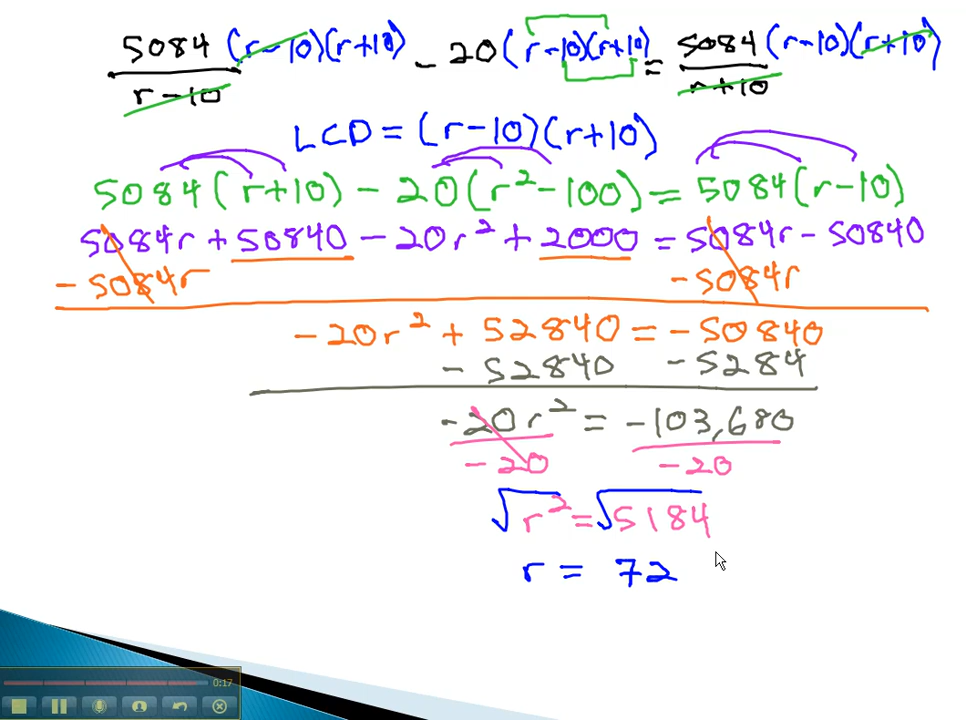 5084 (r-10)(r+10) - 20(r-10)(r+10) = 5084 (r-10)(r+10)
r-10 r+10
LCD = (r-10)(r+10)
5084(r+10) - 20(r² - 100) = 5084(r-10)
5084r + 50840 - 20r² + 2000 = 5084r - 50840
- 5084r - 5084r
-20r² + 52840 = -50840
- 52840 - 5284
-20r² = -103,680
-20 -20
√r² = √5184
r = 72
0:17